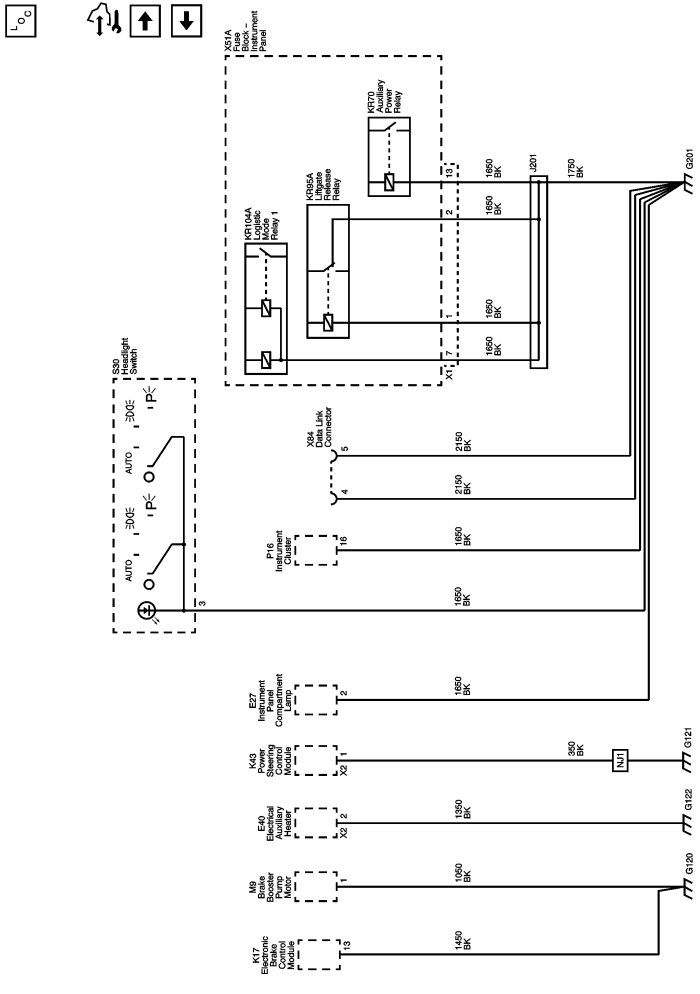 LOC
K17
Electronic
Brake
Control
Module
13
1450
BK
M9
Brake
Booster
Pump
Motor
1
1050
BK
G120
E40
Electrical
Auxiliary
Heater
X2
2
1350
BK
G122
K43
Power
Steering
Control
Module
X2
1
350
BK
NJ1
G121
E27
Instrument
Panel
Compartment
Lamp
2
1650
BK
S30
Headlight
Switch
AUTO
P
AUTO
P
3
1650
BK
P16
Instrument
Cluster
16
1650
BK
X84
Data Link
Connector
4
2150
BK
5
2150
BK
X51A
Fuse
Block –
Instrument
Panel
KR104A
Logistic
Mode
Relay 1
KR95A
Liftgate
Release
Relay
KR70
Auxiliary
Power
Relay
X1
7
1650
BK
1
1650
BK
2
1650
BK
13
1650
BK
J201
1750
BK
G201